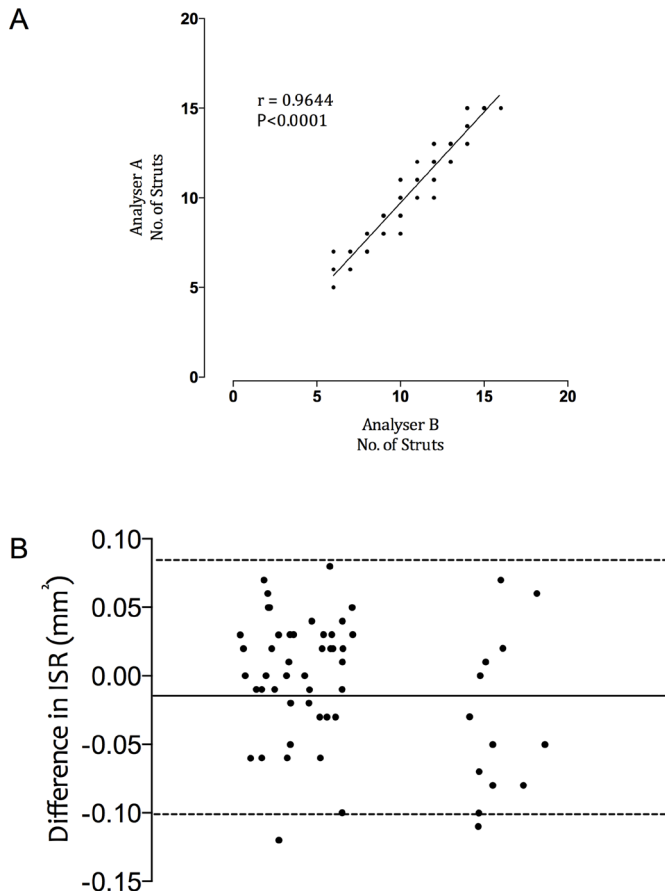 A
20
15
10
5
0
r = 0.9644
P<0.0001
Analyser A
No. of Struts
0 5 10 15 20
Analyser B
No. of Struts
B
0.10
0.05
0.00
-0.05
-0.10
-0.15
Difference in ISR (mm²)